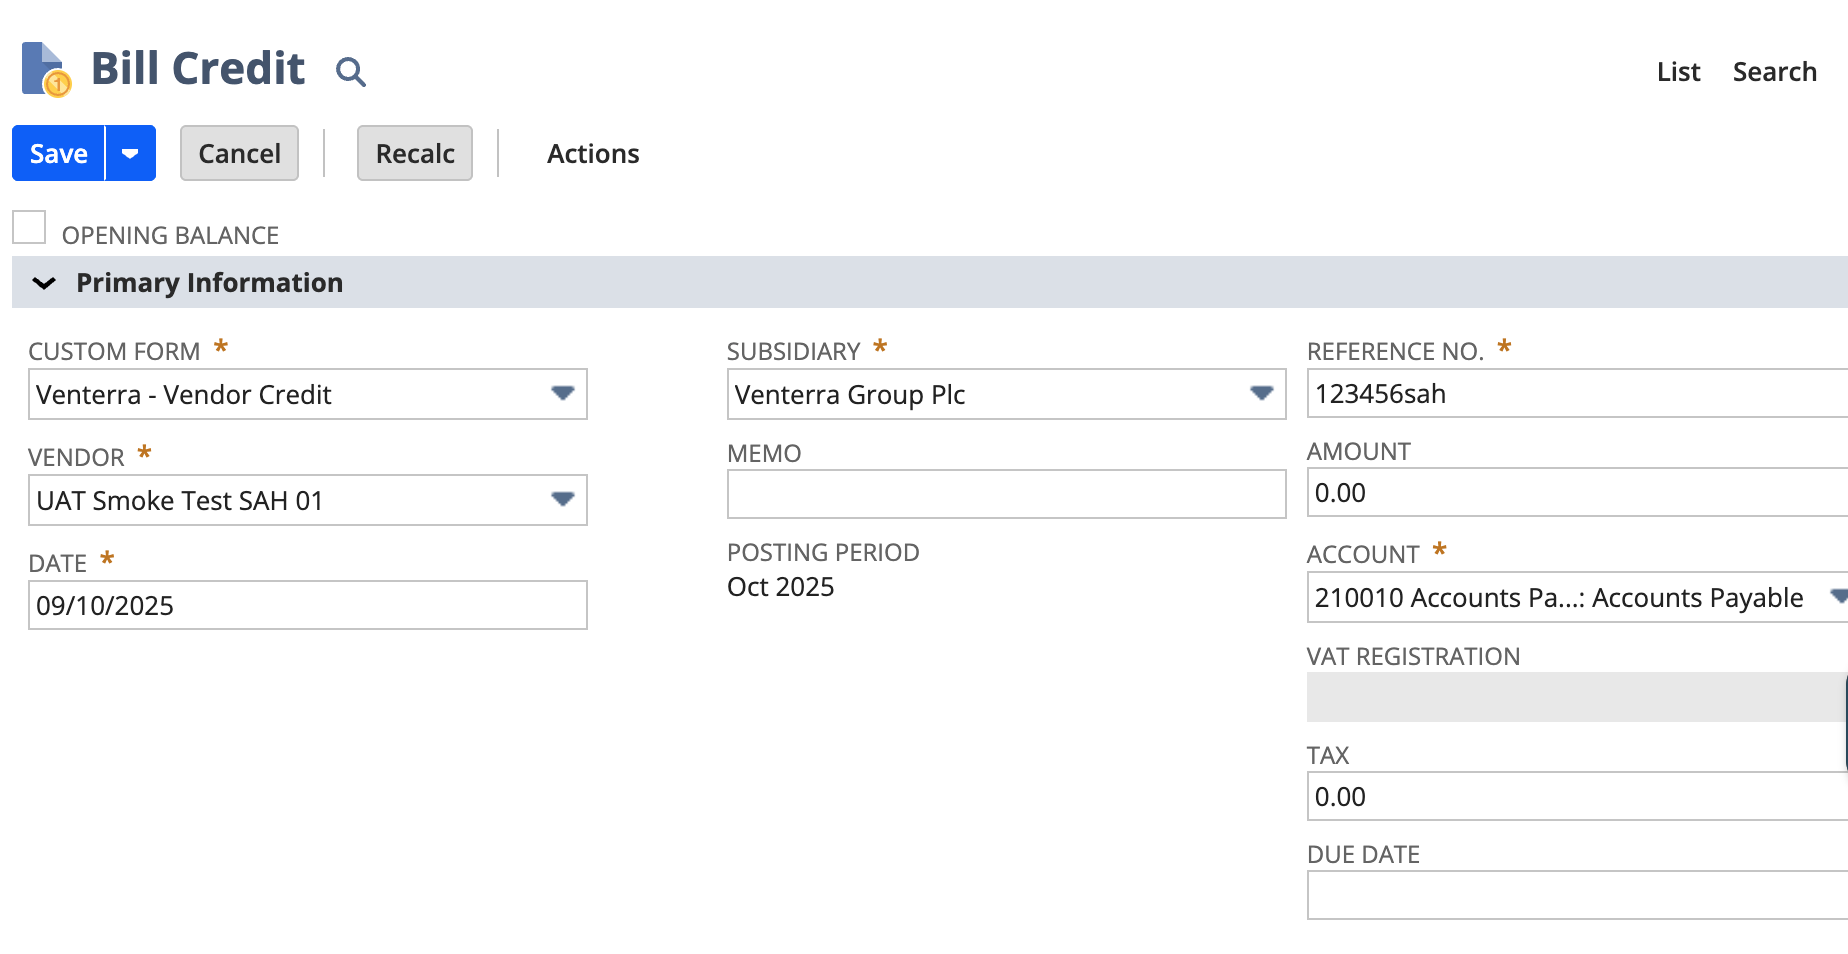 Bill Credit
List
Search
Save
Cancel
Recalc
Actions
OPENING BALANCE
Primary Information
CUSTOM FORM *
Venterra - Vendor Credit
VENDOR *
UAT Smoke Test SAH 01
DATE *
09/10/2025
SUBSIDIARY *
Venterra Group Plc
MEMO
POSTING PERIOD
Oct 2025
REFERENCE NO. *
123456sah
AMOUNT
0.00
ACCOUNT *
210010 Accounts Pa...: Accounts Payable
VAT REGISTRATION
TAX
0.00
DUE DATE